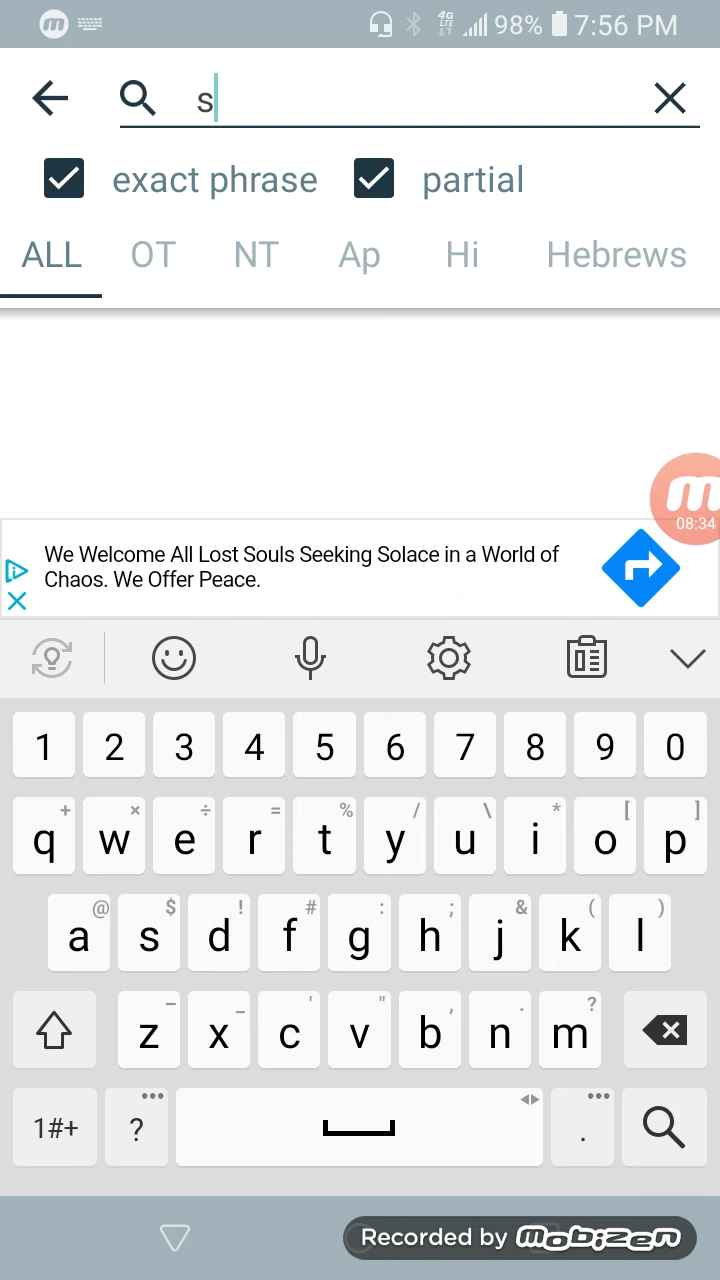 98% 7:56 PM
s
exact phrase partial
ALL OT NT Ap Hi Hebrews
08:34
We Welcome All Lost Souls Seeking Solace in a World of
Chaos. We Offer Peace.
1 2 3 4 5 6 7 8 9 0
+ × ÷ = % / \ * [ ]
q w e r t y u i o p
@ $ ! # : ; & ( )
a s d f g h j k l
– _ ' " , . ?
z x c v b n m
1#+ ? .
Recorded by mobizen